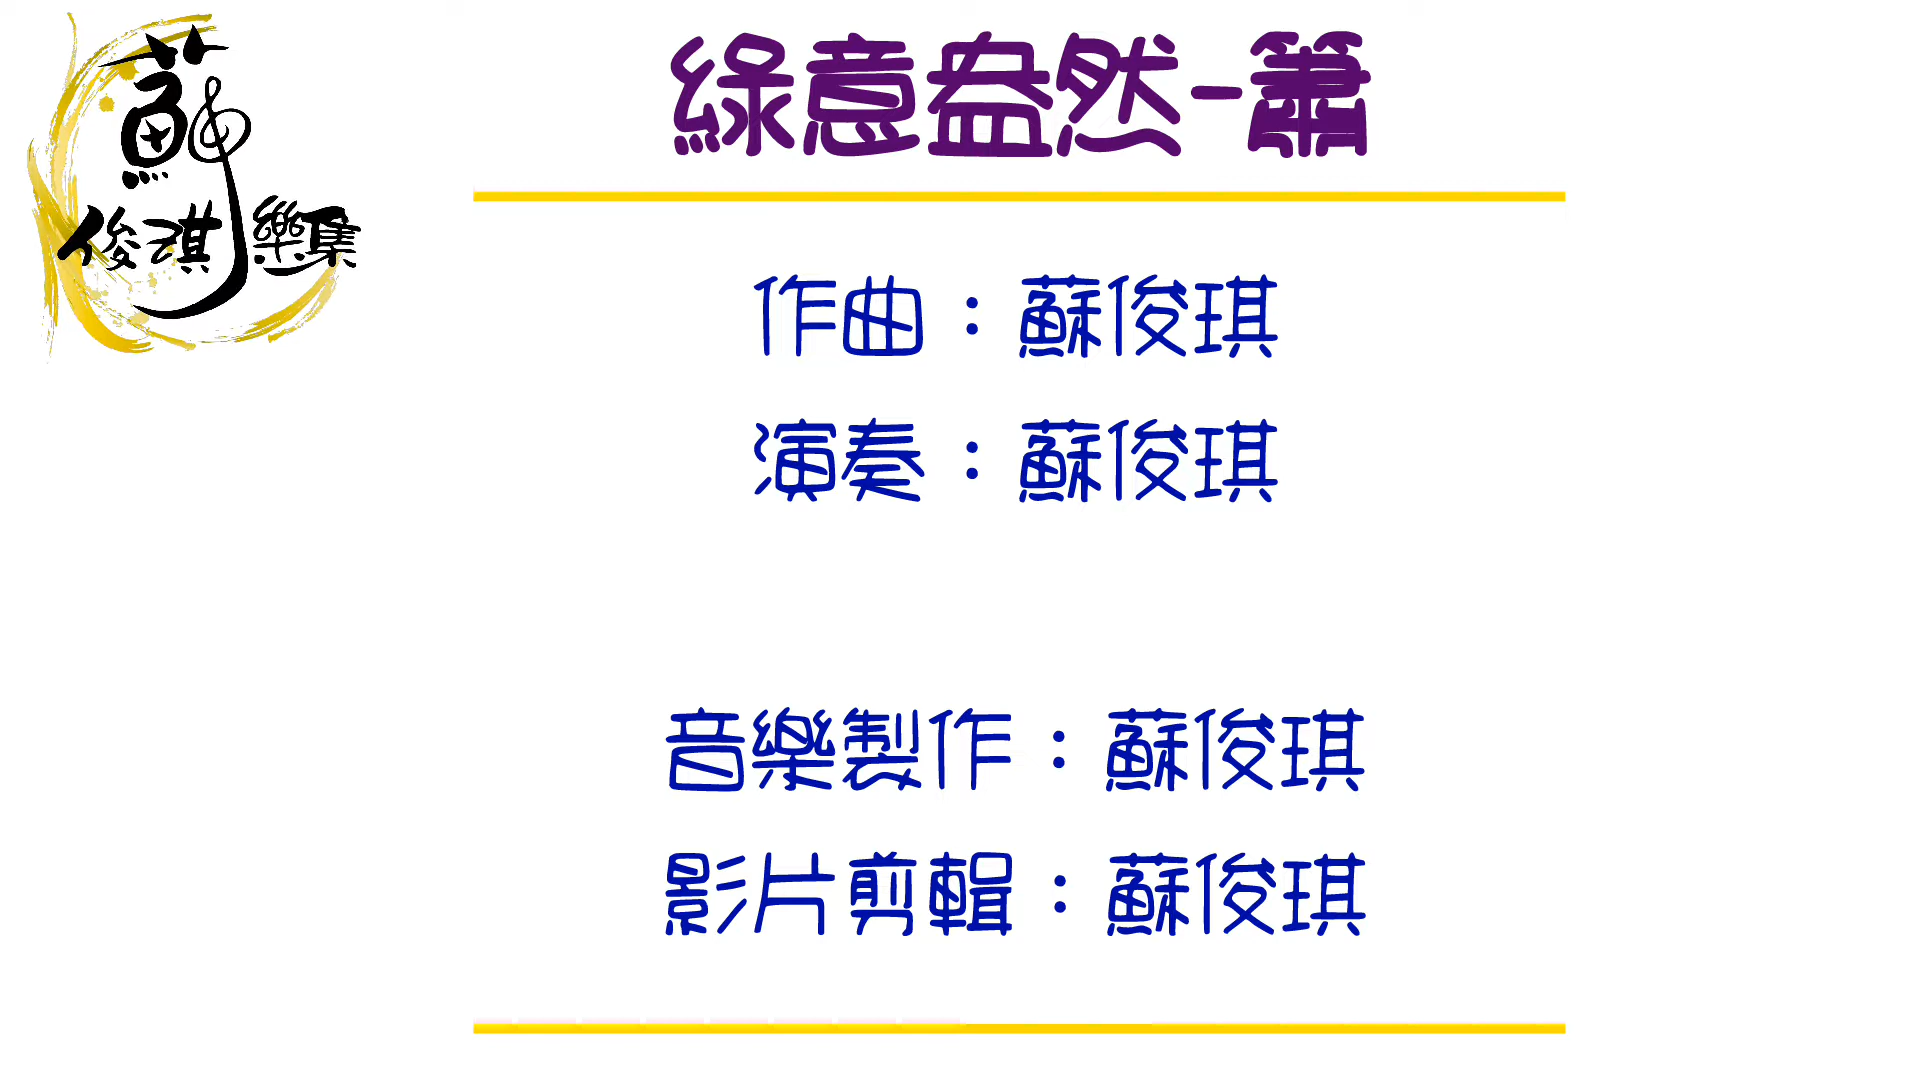 蘇
俊琪樂集
綠意盎然-簫
作曲：蘇俊琪
演奏：蘇俊琪
音樂製作：蘇俊琪
影片剪輯：蘇俊琪